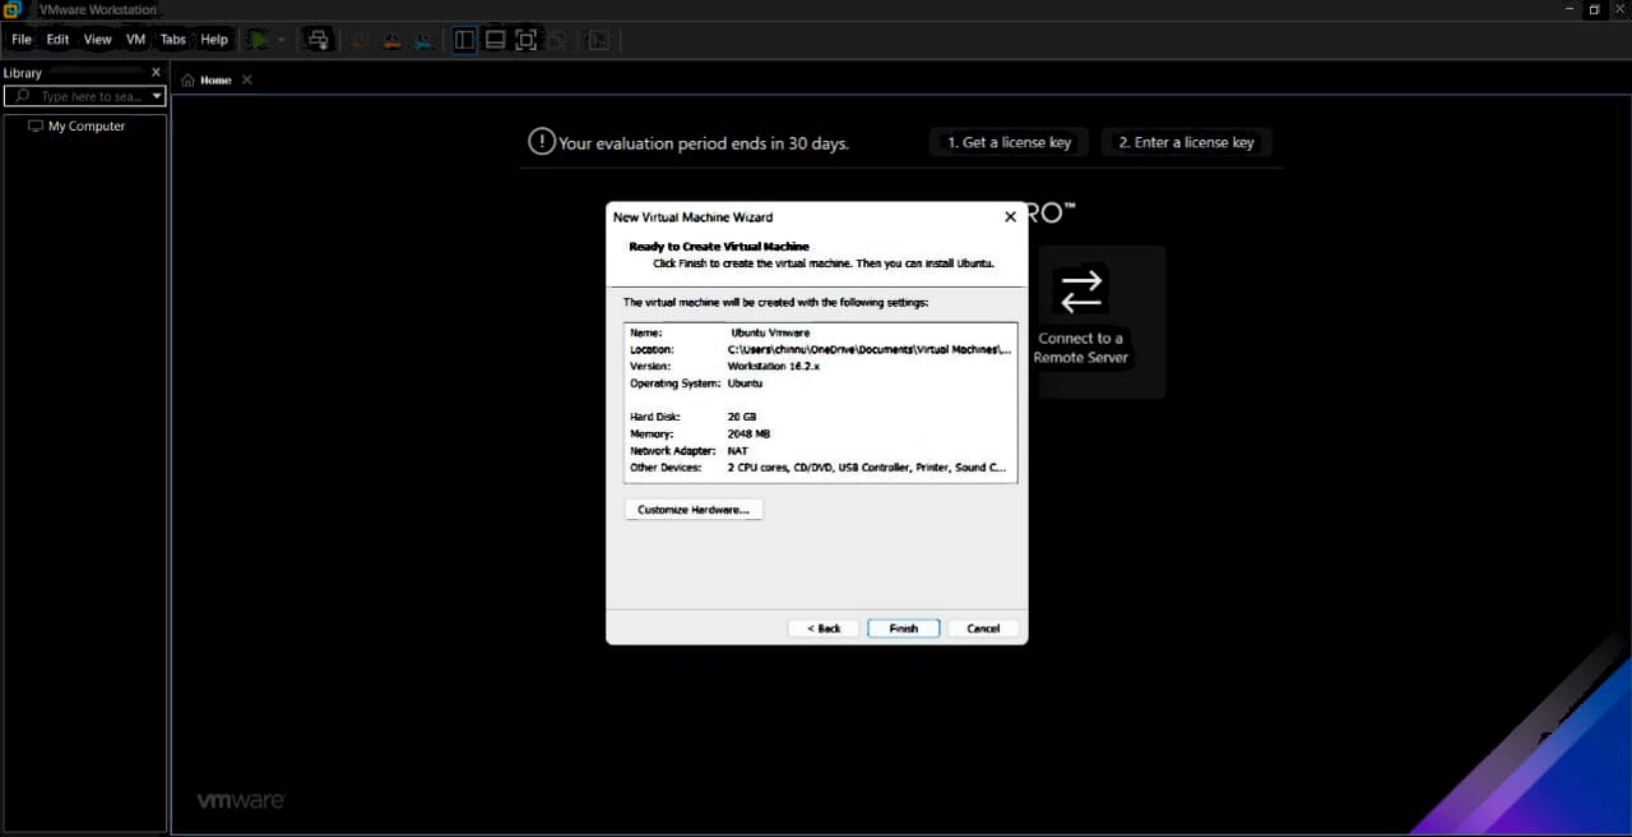 VMware Workstation
File Edit View VM Tabs Help
Library
Type here to sea...
My Computer
Home
Your evaluation period ends in 30 days.
1. Get a license key
2. Enter a license key
RO™
New Virtual Machine Wizard
Ready to Create Virtual Machine
Click Finish to create the virtual machine. Then you can install Ubuntu.
The virtual machine will be created with the following settings:
Name: Ubuntu Vmware
Location: C:\Users\chinnu\OneDrive\Documents\Virtual Machines\...
Version: Workstation 16.2.x
Operating System: Ubuntu
Hard Disk: 20 GB
Memory: 2048 MB
Network Adapter: NAT
Other Devices: 2 CPU cores, CD/DVD, USB Controller, Printer, Sound C...
Customize Hardware...
< Back
Finish
Cancel
Connect to a
Remote Server
vmware